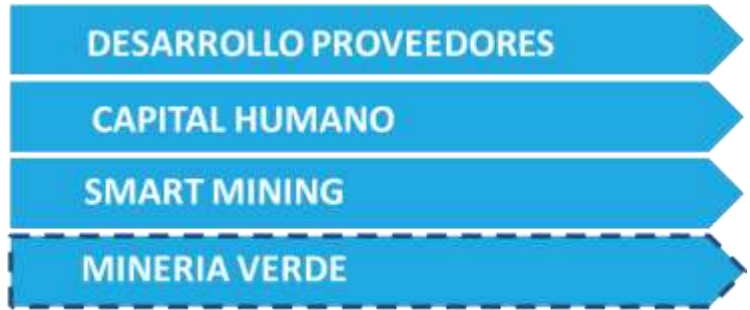 DESARROLLO PROVEEDORES
CAPITAL HUMANO
SMART MINING
MINERIA VERDE